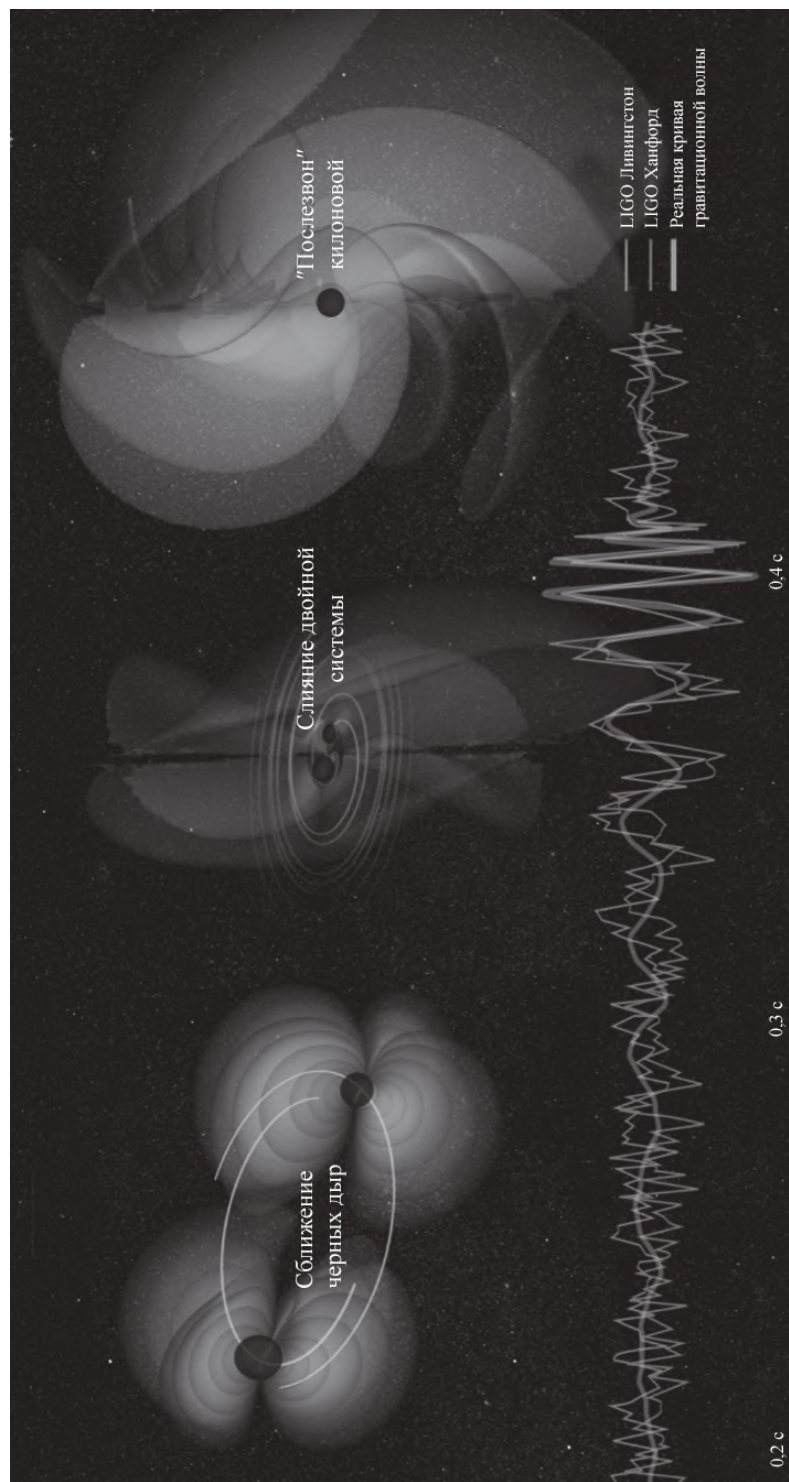 Сближение
черных дыр
Слияние двойной
системы
"Послезвон"
килоновой
LIGO Ливингстон
LIGO Ханфорд
Реальная кривая
гравитационной волны
0,2 с
0,3 с
0,4 с